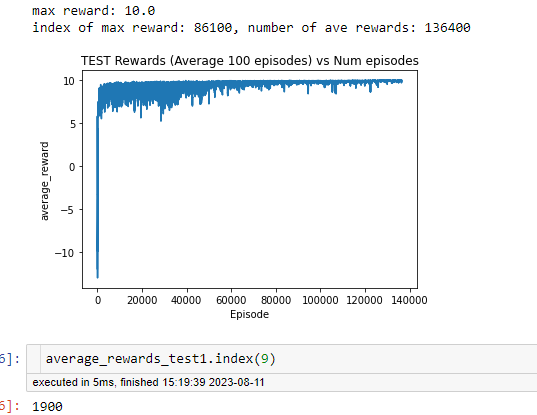 max reward: 10.0
index of max reward: 86100, number of ave rewards: 136400
TEST Rewards (Average 100 episodes) vs Num episodes
10
5
0
−5
−10
average_reward
0 20000 40000 60000 80000 100000 120000 140000
Episode
6]: average_rewards_test1.index(9)
executed in 5ms, finished 15:19:39 2023-08-11
6]: 1900